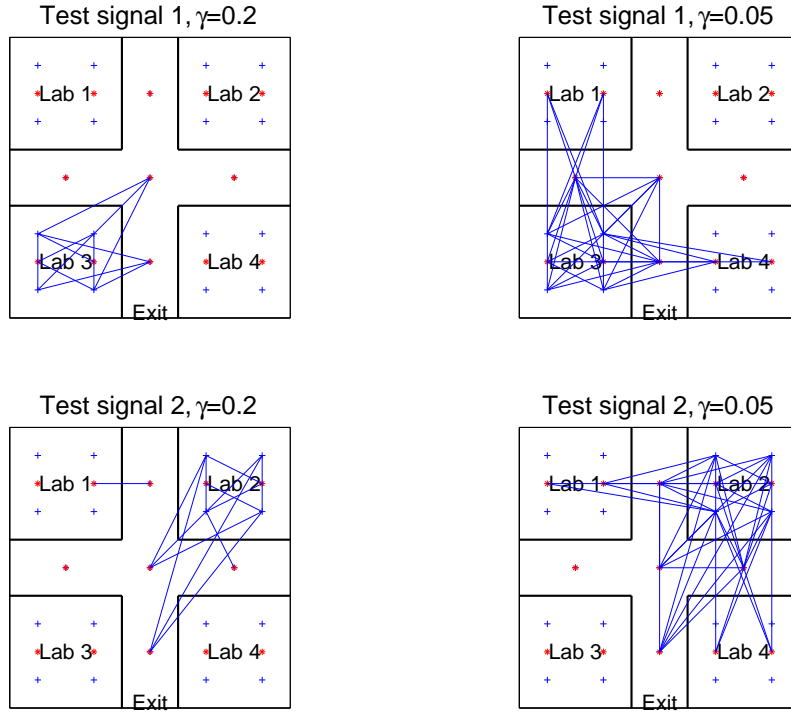 Test signal 1, γ=0.2
Lab 1
Lab 2
Lab 3
Lab 4
Exit
Test signal 1, γ=0.05
Lab 1
Lab 2
Lab 3
Lab 4
Exit
Test signal 2, γ=0.2
Lab 1
Lab 2
Lab 3
Lab 4
Exit
Test signal 2, γ=0.05
Lab 1
Lab 2
Lab 3
Lab 4
Exit